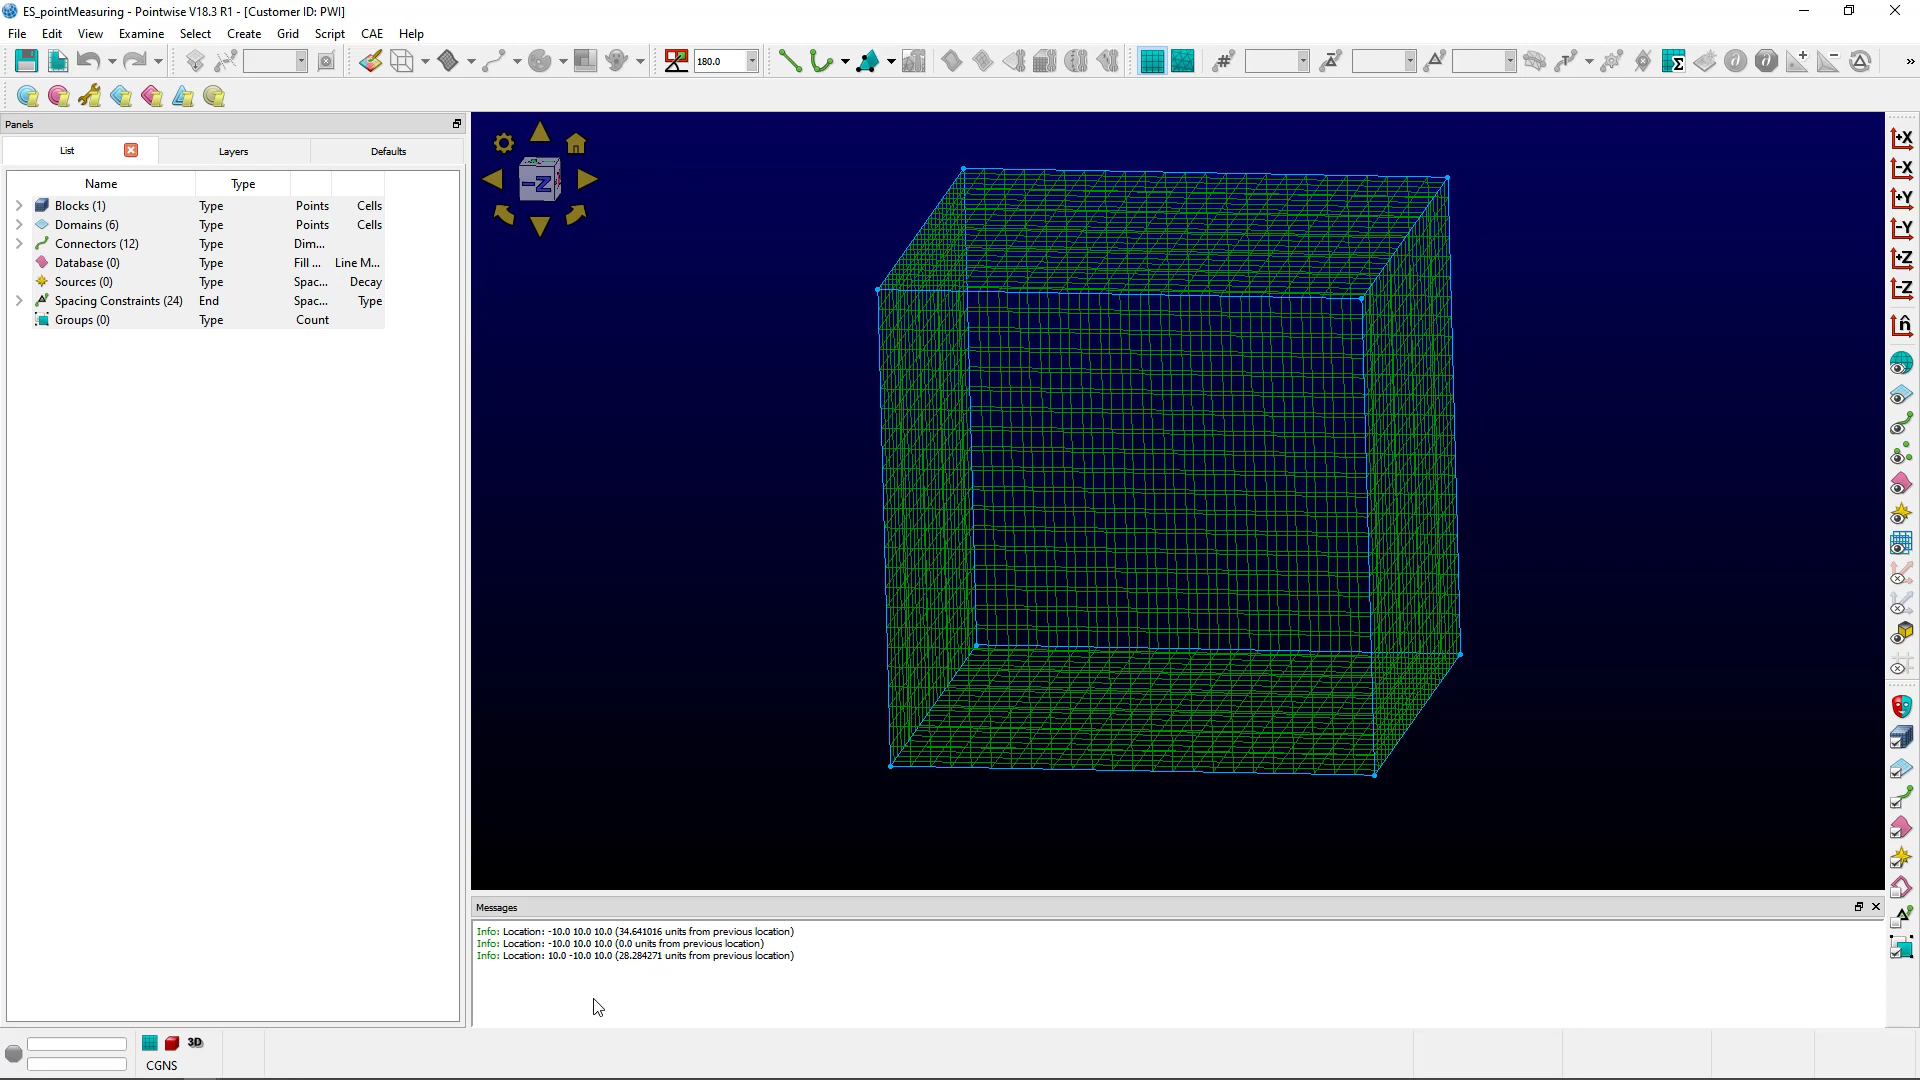 ES_pointMeasuring - Pointwise V18.3 R1 - [Customer ID: PWI]
File Edit View Examine Select Create Grid Script CAE Help
180.0
Panels
List Layers Defaults
Name Type
Blocks (1) Type Points Cells
Domains (6) Type Points Cells
Connectors (12) Type Dim...
Database (0) Type Fill ... Line M...
Sources (0) Type Spac... Decay
Spacing Constraints (24) End Spac... Type
Groups (0) Type Count
-Z
+X
-X
+Y
-Y
+Z
-Z
n̂
Messages
Info: Location: -10.0 10.0 10.0 (34.641016 units from previous location)
Info: Location: -10.0 10.0 10.0 (0.0 units from previous location)
Info: Location: 10.0 -10.0 10.0 (28.284271 units from previous location)
3D
CGNS